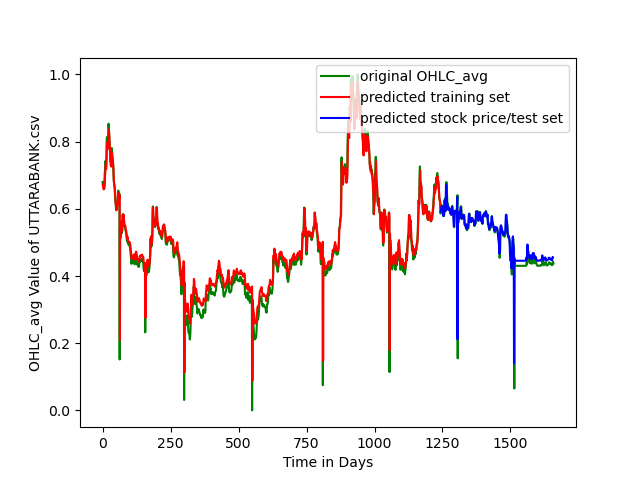 original OHLC_avg
predicted training set
predicted stock price/test set
1.0
0.8
0.6
0.4
0.2
0.0
OHLC_avg Value of UTTARABANK.csv
0 250 500 750 1000 1250 1500
Time in Days